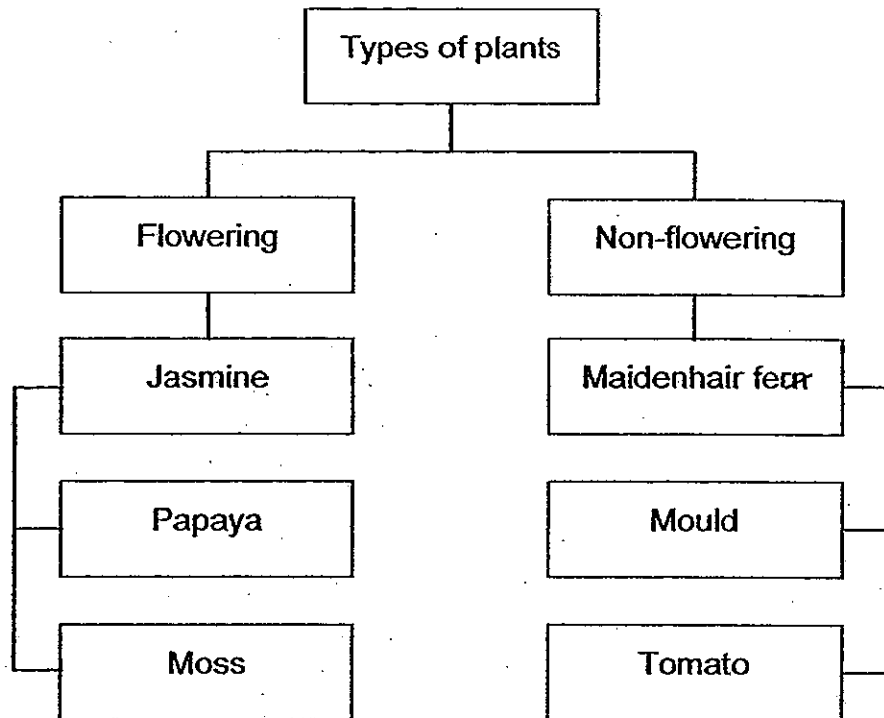 Types of plants
Flowering
Non-flowering
Jasmine
Maidenhair fern
Papaya
Mould
Moss
Tomato